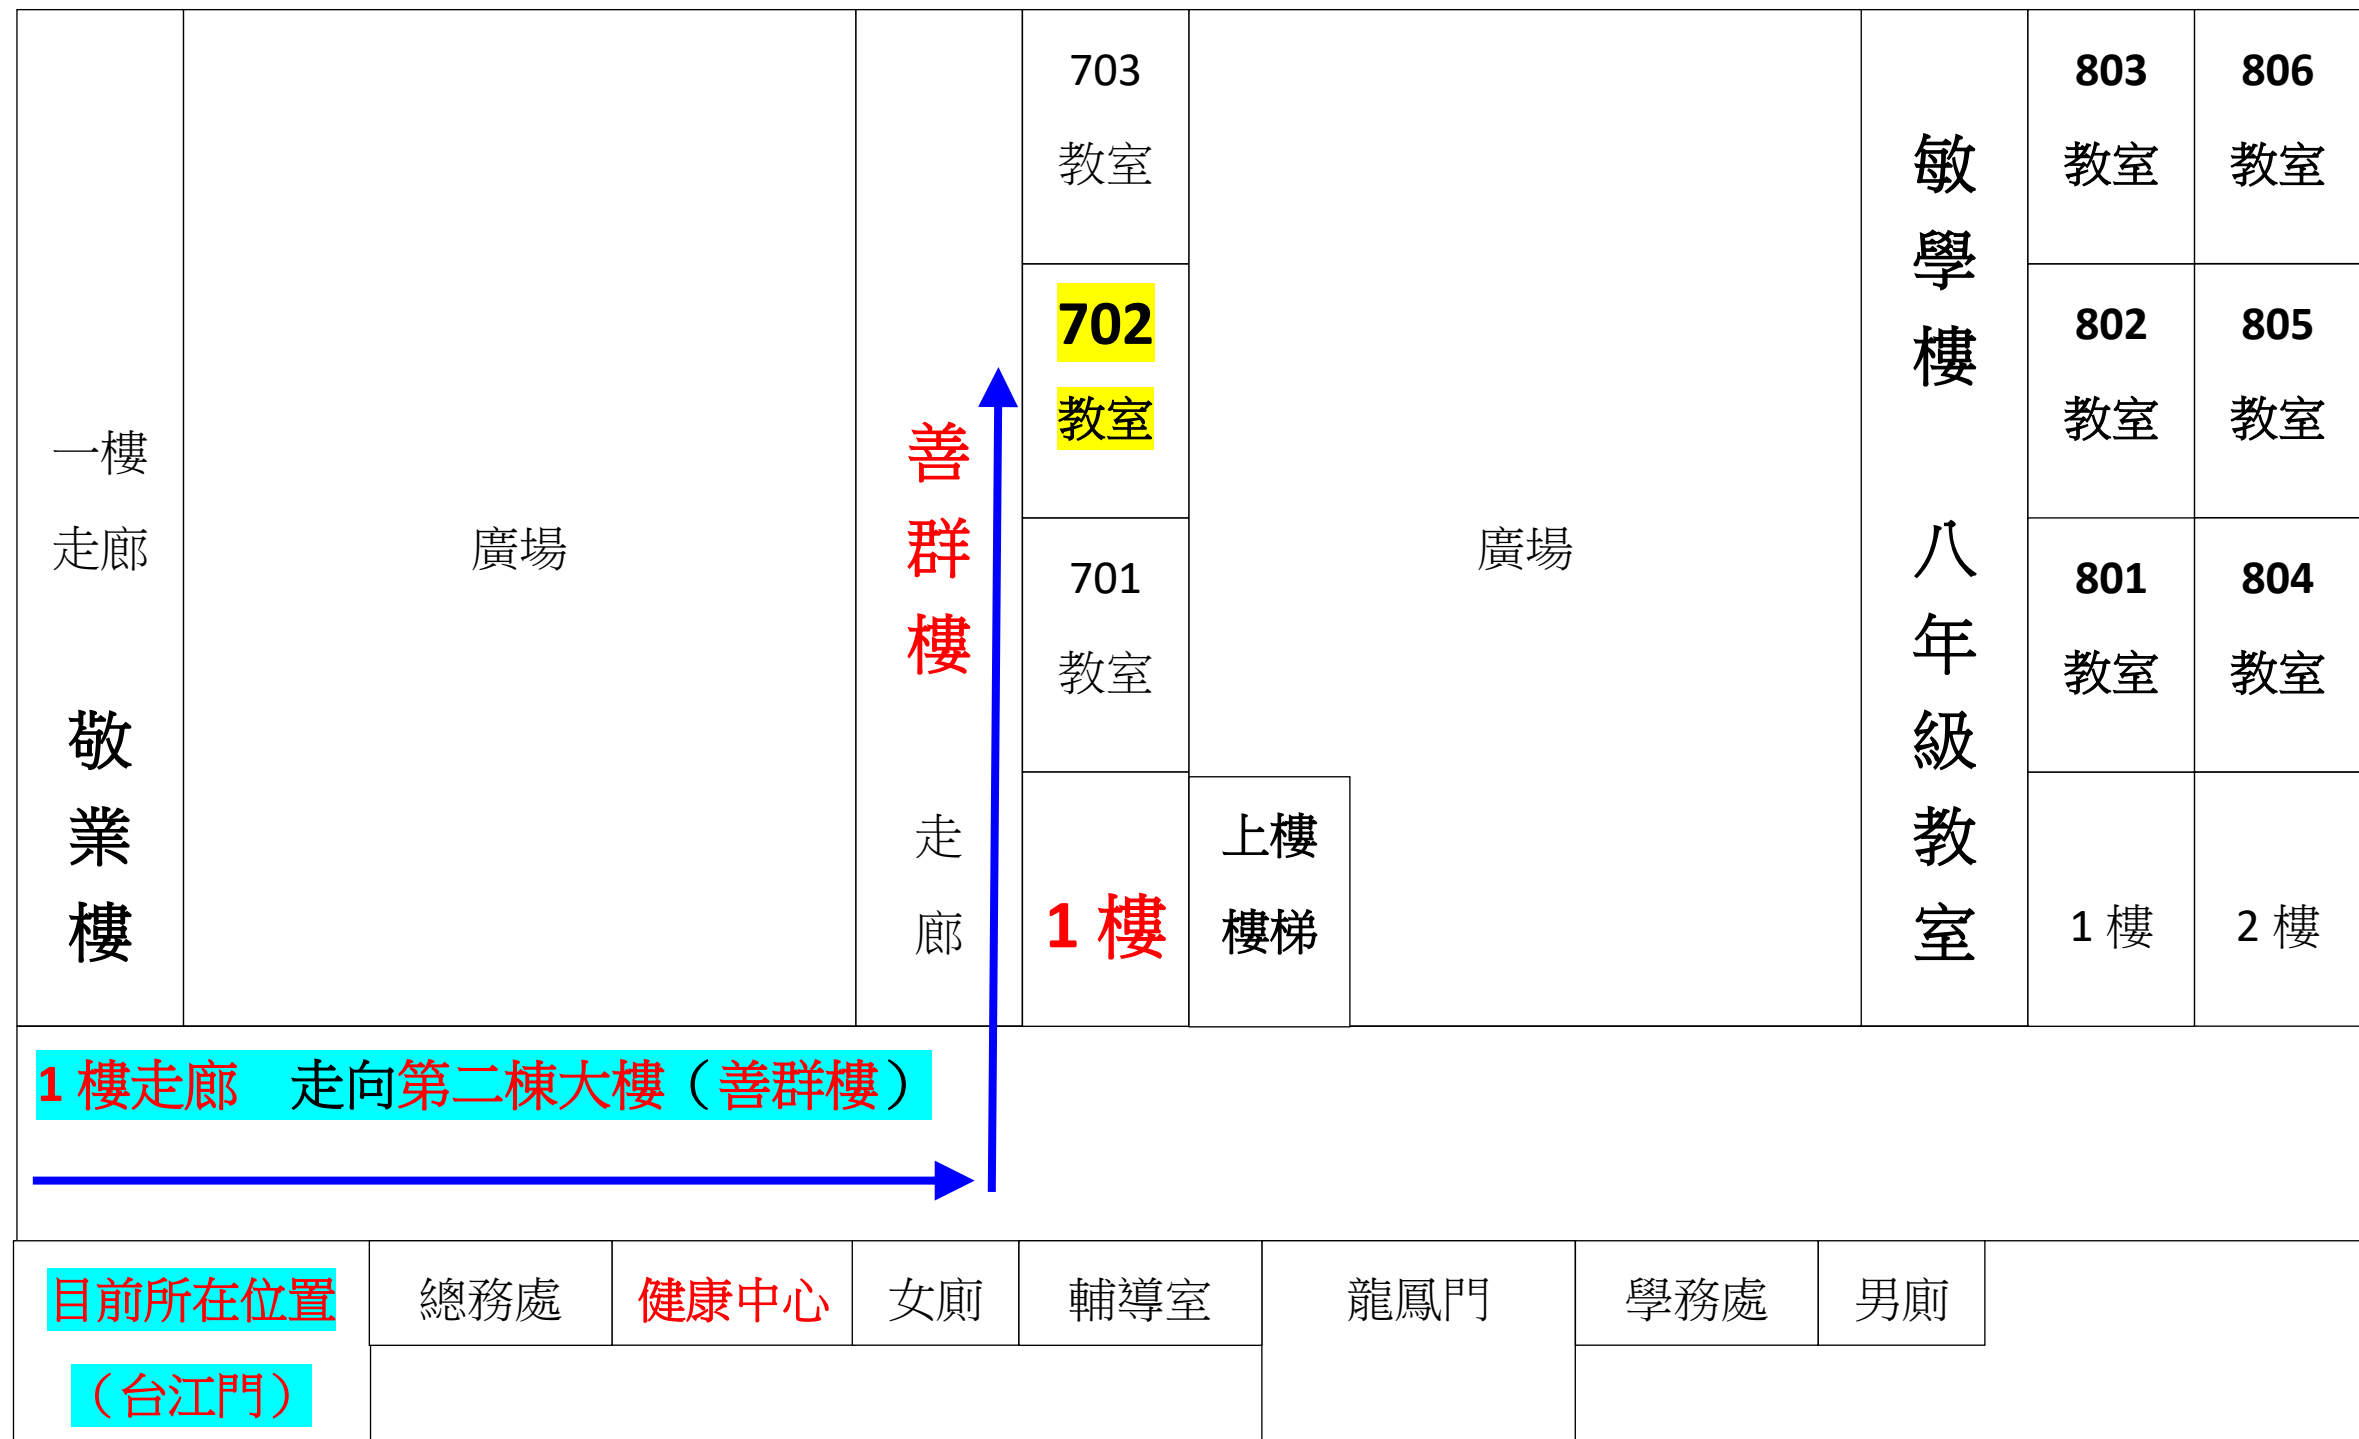 一樓
走廊
敬
業
樓
廣場
善
群
樓
走
廊
703
教室
702
教室
701
教室
1 樓
上樓
樓梯
廣場
敏
學
樓
八
年
級
教
室
803
教室
802
教室
801
教室
1 樓
806
教室
805
教室
804
教室
2 樓
1 樓走廊　走向第二棟大樓（善群樓）
目前所在位置
（台江門）
總務處
健康中心
女廁
輔導室
龍鳳門
學務處
男廁